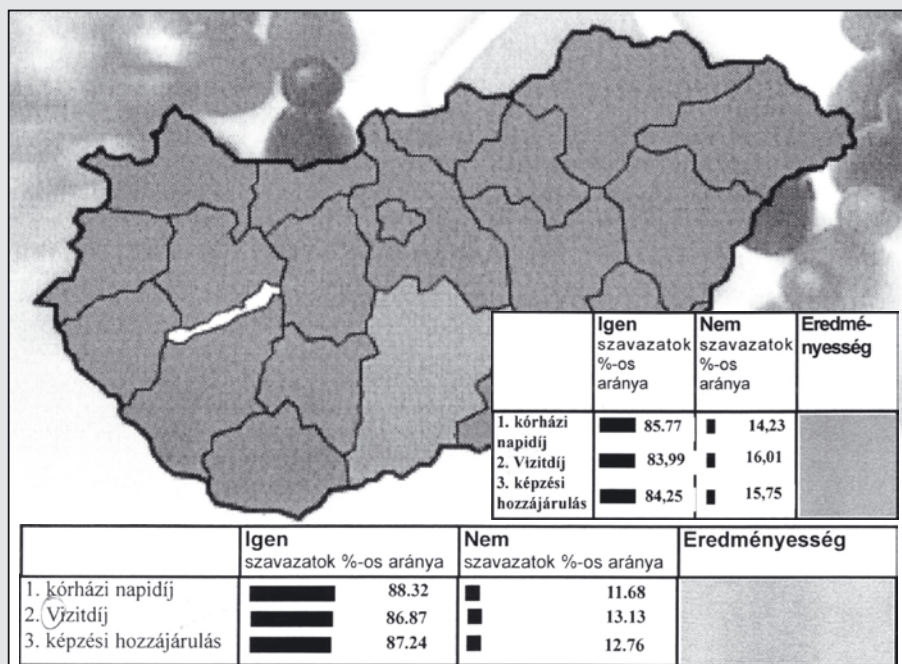 Igen Nem Eredmé-
szavazatok szavazatok nyesség
%-os %-os
aránya aránya
1. kórházi 85.77 14,23
napidíj
2. Vizitdíj 83,99 16,01
3. képzési 84,25 15,75
hozzájárulás
Igen Nem Eredményesség
szavazatok %-os aránya szavazatok %-os aránya
1. kórházi napidíj 88.32 11.68
2. Vizitdíj 86.87 13.13
3. képzési hozzájárulás 87.24 12.76